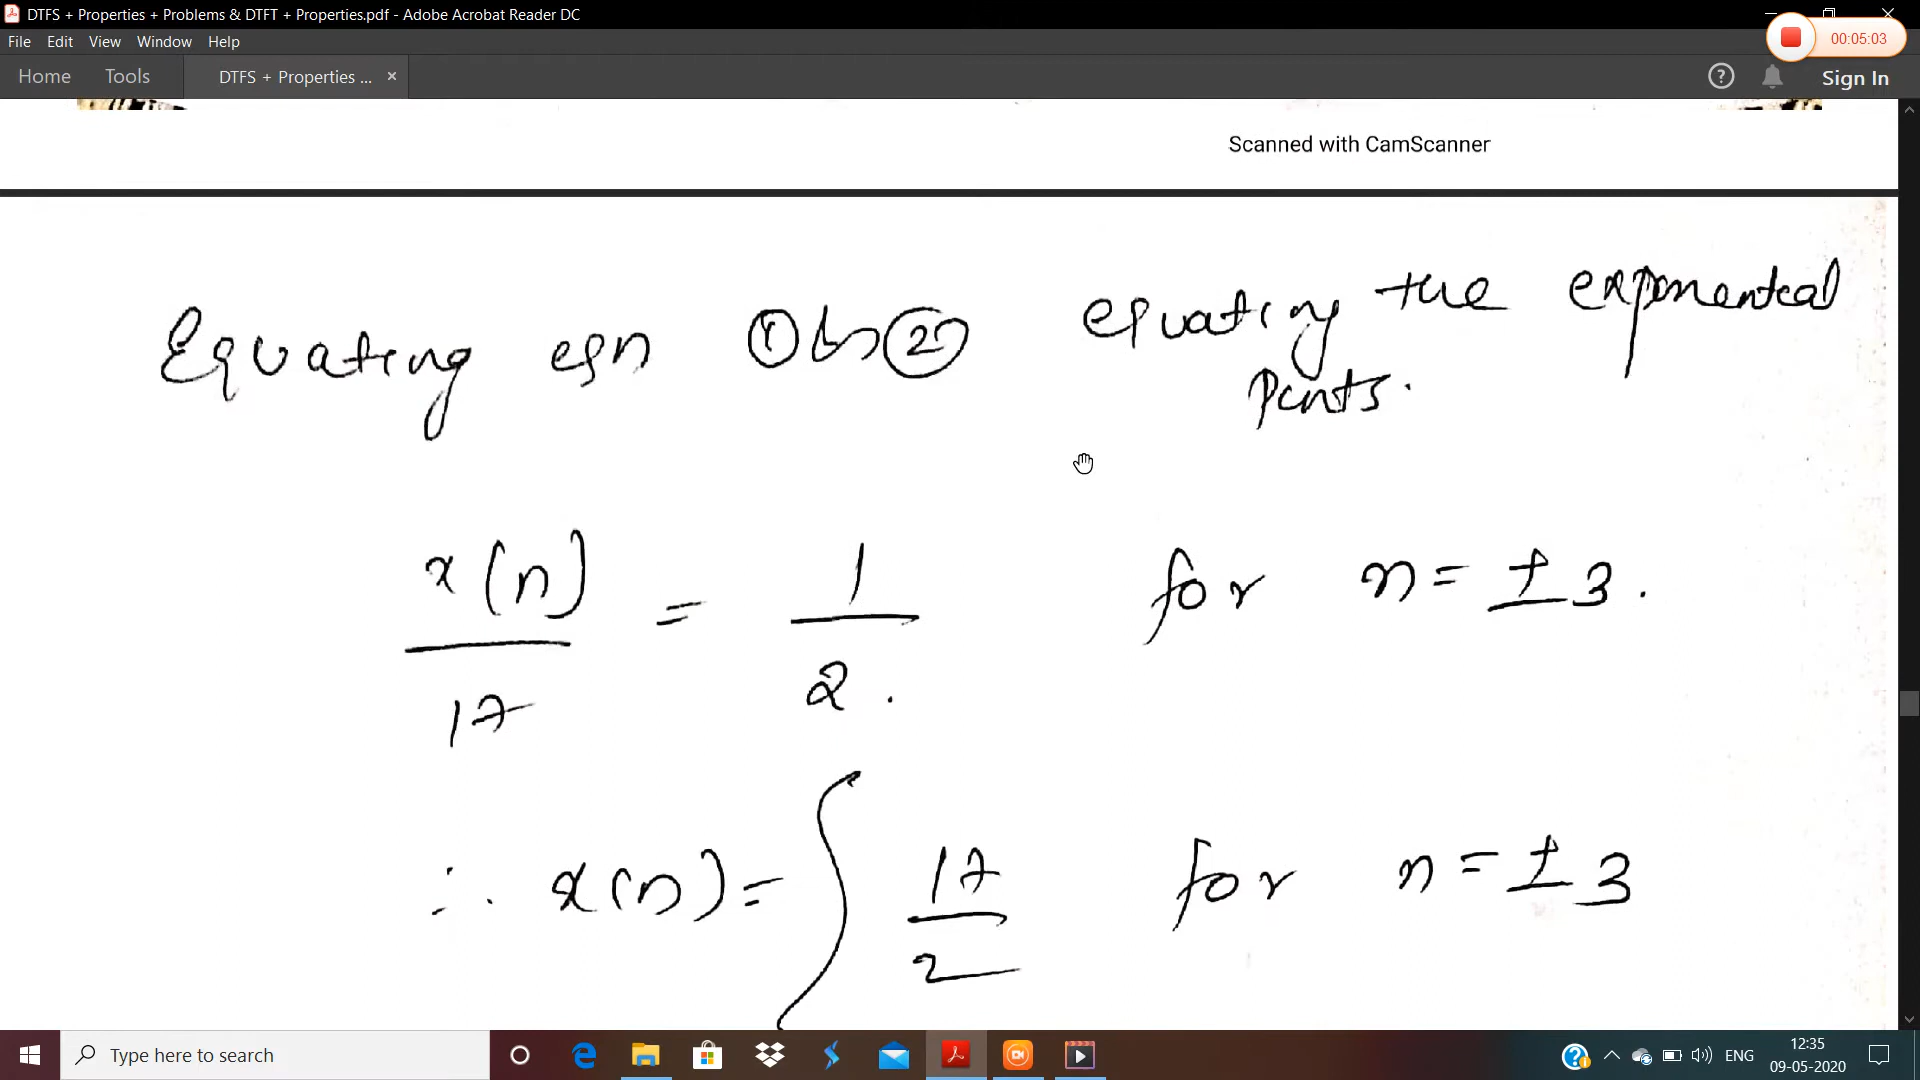 DTFS + Properties + Problems & DTFT + Properties.pdf - Adobe Acrobat Reader DC
00:05:03
File Edit View Window Help
Home Tools DTFS + Properties ... × Sign In
Scanned with CamScanner
Equating eqn ① & ② equating the exponential
parts.
x(n)/17 = 1/2. for n = ± 3.
∴ x(n) = { 17/2 for n = ± 3
Type here to search
ENG
12:35
09-05-2020